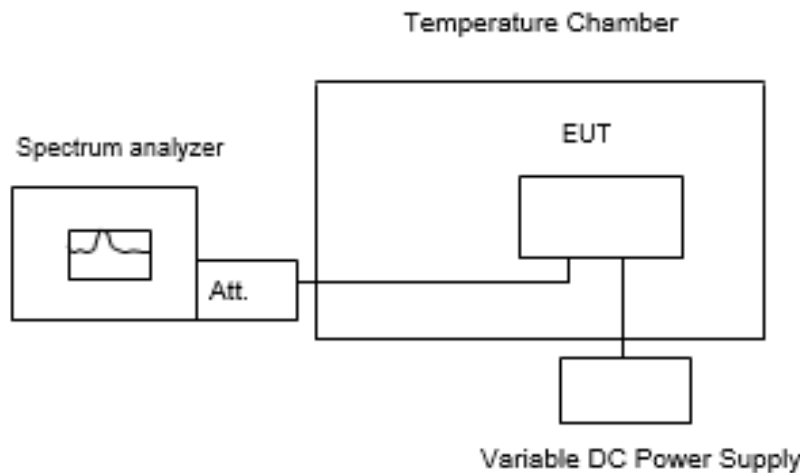 Temperature Chamber
EUT
Spectrum analyzer
Att.
Variable DC Power Supply